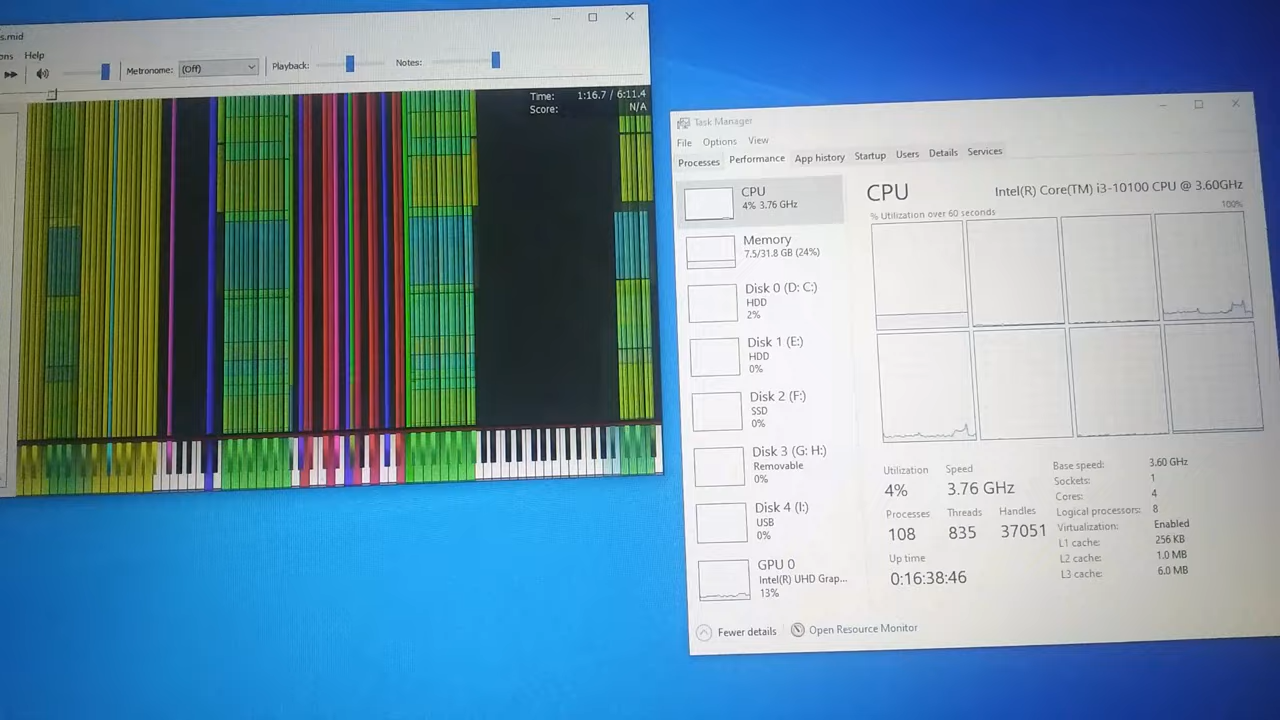 s.mid
ons Help
Metronome: (Off) Playback: Notes:
Time: 1:16.7 / 6:11.4
Score: N/A
Task Manager
File Options View
Processes Performance App history Startup Users Details Services
CPU
4% 3.76 GHz
Memory
7.5/31.8 GB (24%)
Disk 0 (D: C:)
HDD
2%
Disk 1 (E:)
HDD
0%
Disk 2 (F:)
SSD
0%
Disk 3 (G: H:)
Removable
0%
Disk 4 (I:)
USB
0%
GPU 0
Intel(R) UHD Grap...
13%
CPU Intel(R) Core(TM) i3-10100 CPU @ 3.60GHz
% Utilization over 60 seconds 100%
Utilization Speed
4% 3.76 GHz
Processes Threads Handles
108 835 37051
Up time
0:16:38:46
Base speed: 3.60 GHz
Sockets: 1
Cores: 4
Logical processors: 8
Virtualization: Enabled
L1 cache: 256 KB
L2 cache: 1.0 MB
L3 cache: 6.0 MB
Fewer details Open Resource Monitor